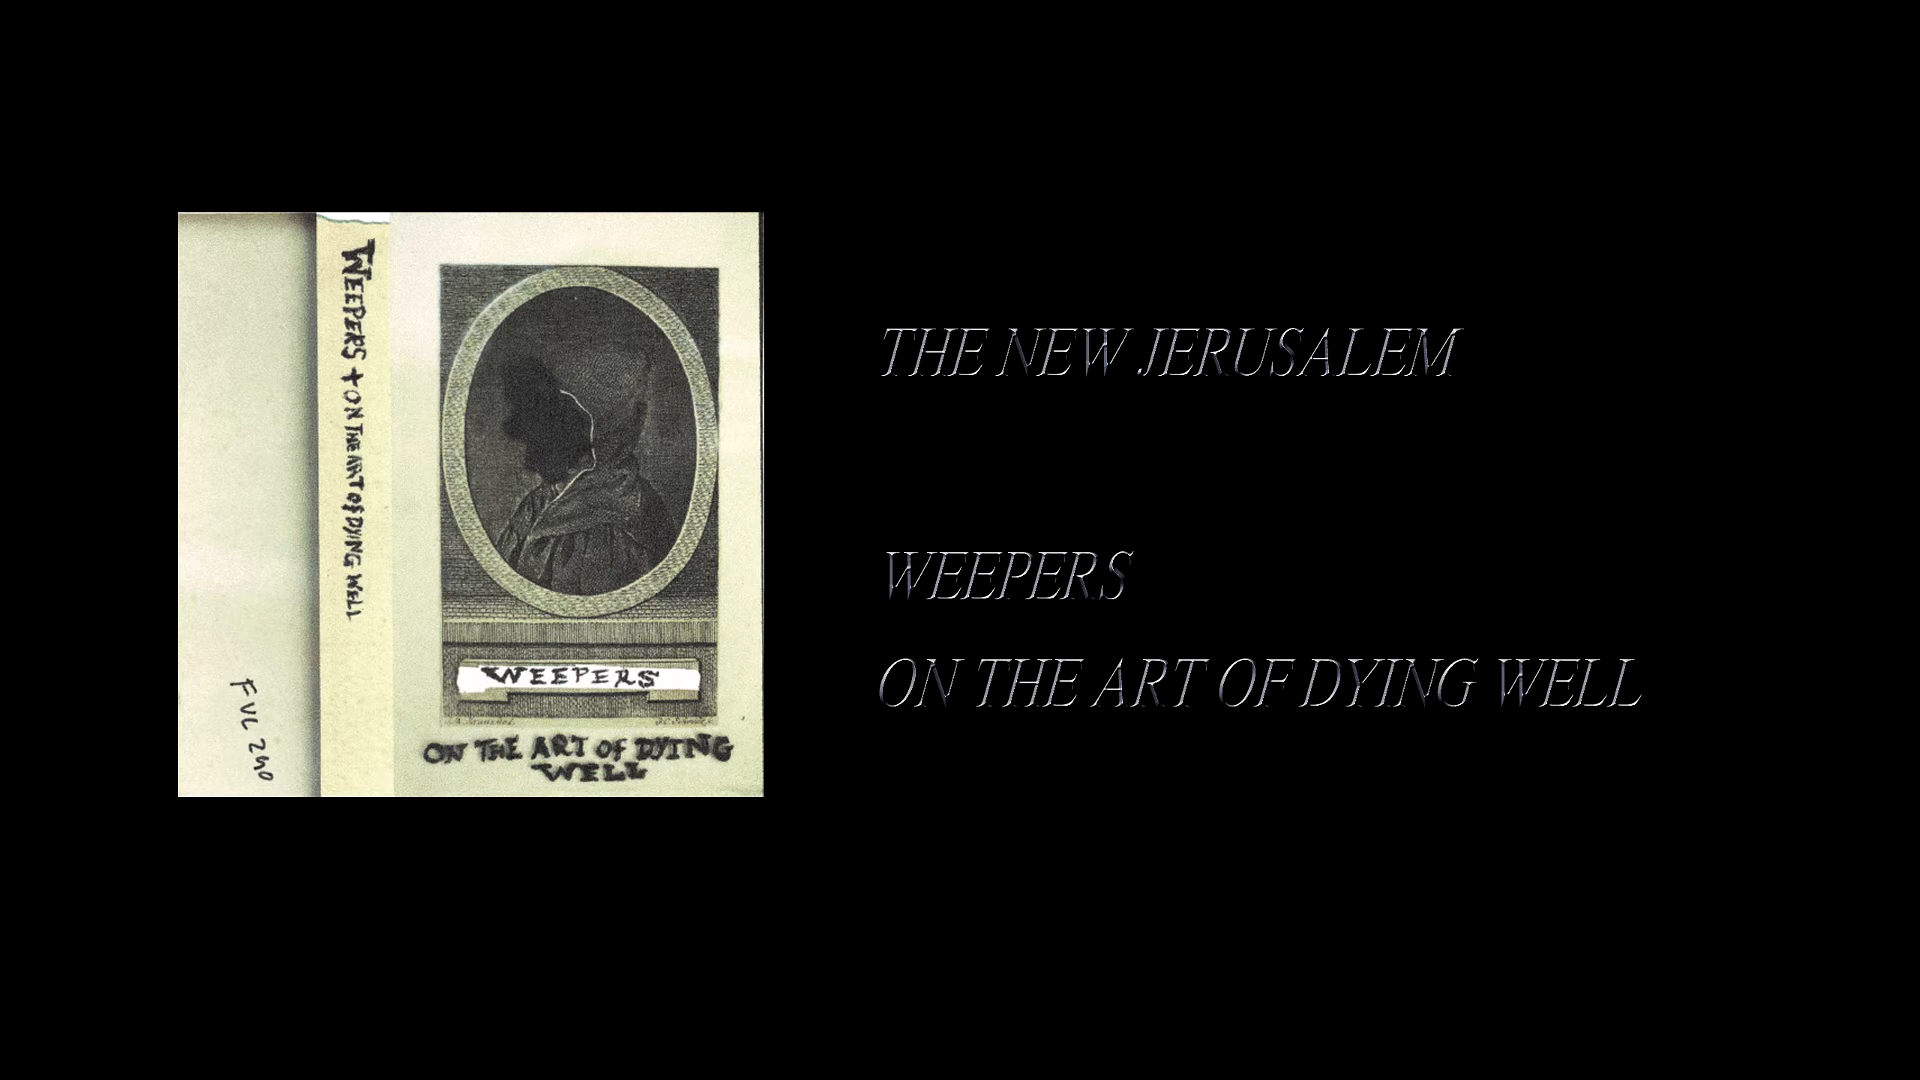 WEEPERS + ON THE ART OF DYING WELL
FVL 240
WEEPERS
ON THE ART OF DYING
WELL
THE NEW JERUSALEM
WEEPERS
ON THE ART OF DYING WELL